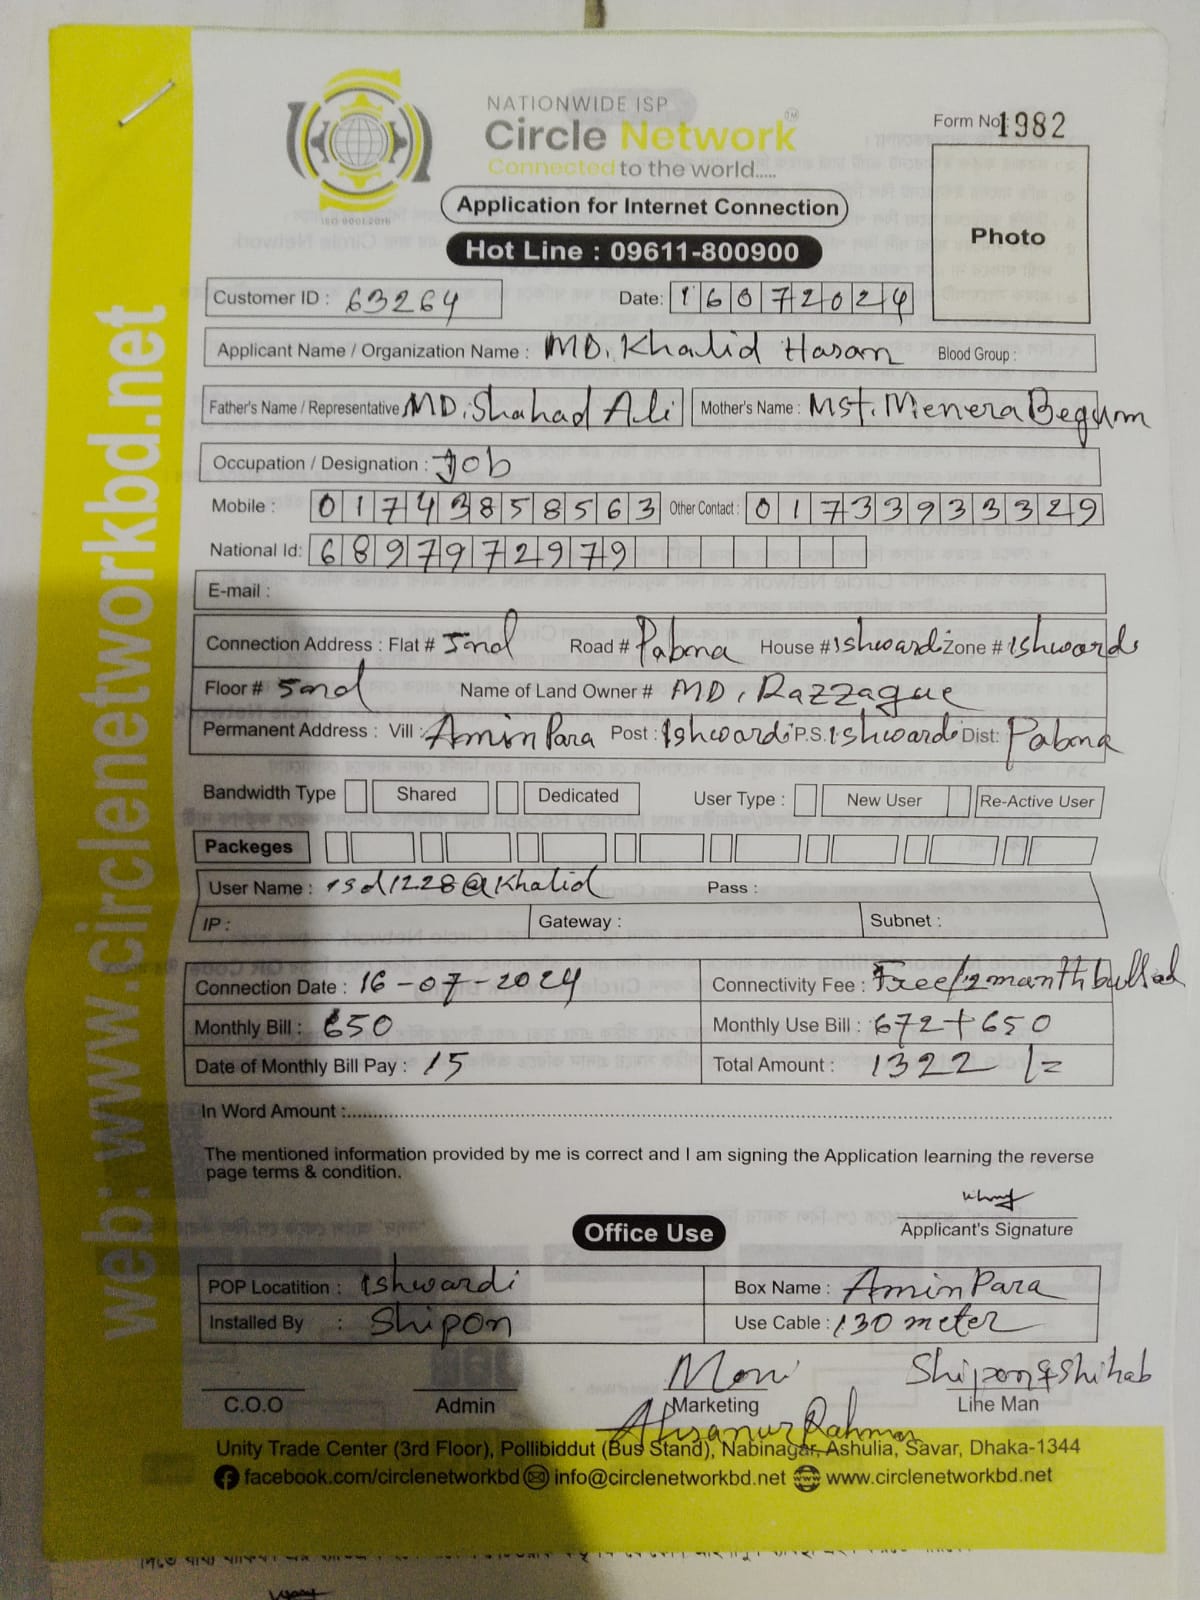 NATIONWIDE ISP
Circle Network TM
Connected to the world.....
ISO 9001:2015
Form No: 1982
Application for Internet Connection
Photo
Hot Line : 09611-800900
Customer ID : 63264 Date: 16072024
Applicant Name / Organization Name : MD. Khalid Hasan Blood Group :
Father's Name / Representative MD. Shahad Ali Mother's Name : Mst. Menera Begum
Occupation / Designation : Job
Mobile : 01743858563 Other Contact : 01733933329
National Id: 6897972979
E-mail :
Connection Address : Flat # 5nd Road # Pabna House # Ishwardi Zone # Ishwardi
Floor # 5nd Name of Land Owner # MD. Razzaque
Permanent Address : Vill : Amin Para Post : Ishwardi P.S. Ishwardi Dist: Pabna
Bandwidth Type Shared Dedicated User Type : New User Re-Active User
Packeges
User Name : isd1228@Khalid Pass :
IP : Gateway : Subnet :
Connection Date : 16-07-2024 Connectivity Fee : Free/2 manth
Monthly Bill : 650 Monthly Use Bill : 672+650
Date of Monthly Bill Pay : 15 Total Amount : 1322/=
In Word Amount :
The mentioned information provided by me is correct and I am signing the Application learning the reverse
page terms & condition.
Applicant's Signature
Office Use
POP Locatition : Ishwardi Box Name : Amin Para
Installed By : Shipon Use Cable : 130 meter
Moni Shipon & Shihab
C.O.O Admin Marketing Line Man
Ahsanur Rahman
Unity Trade Center (3rd Floor), Pollibiddut (Bus Stand), Nabinagar, Ashulia, Savar, Dhaka-1344
facebook.com/circlenetworkbd info@circlenetworkbd.net www.circlenetworkbd.net
web: www.circlenetworkbd.net